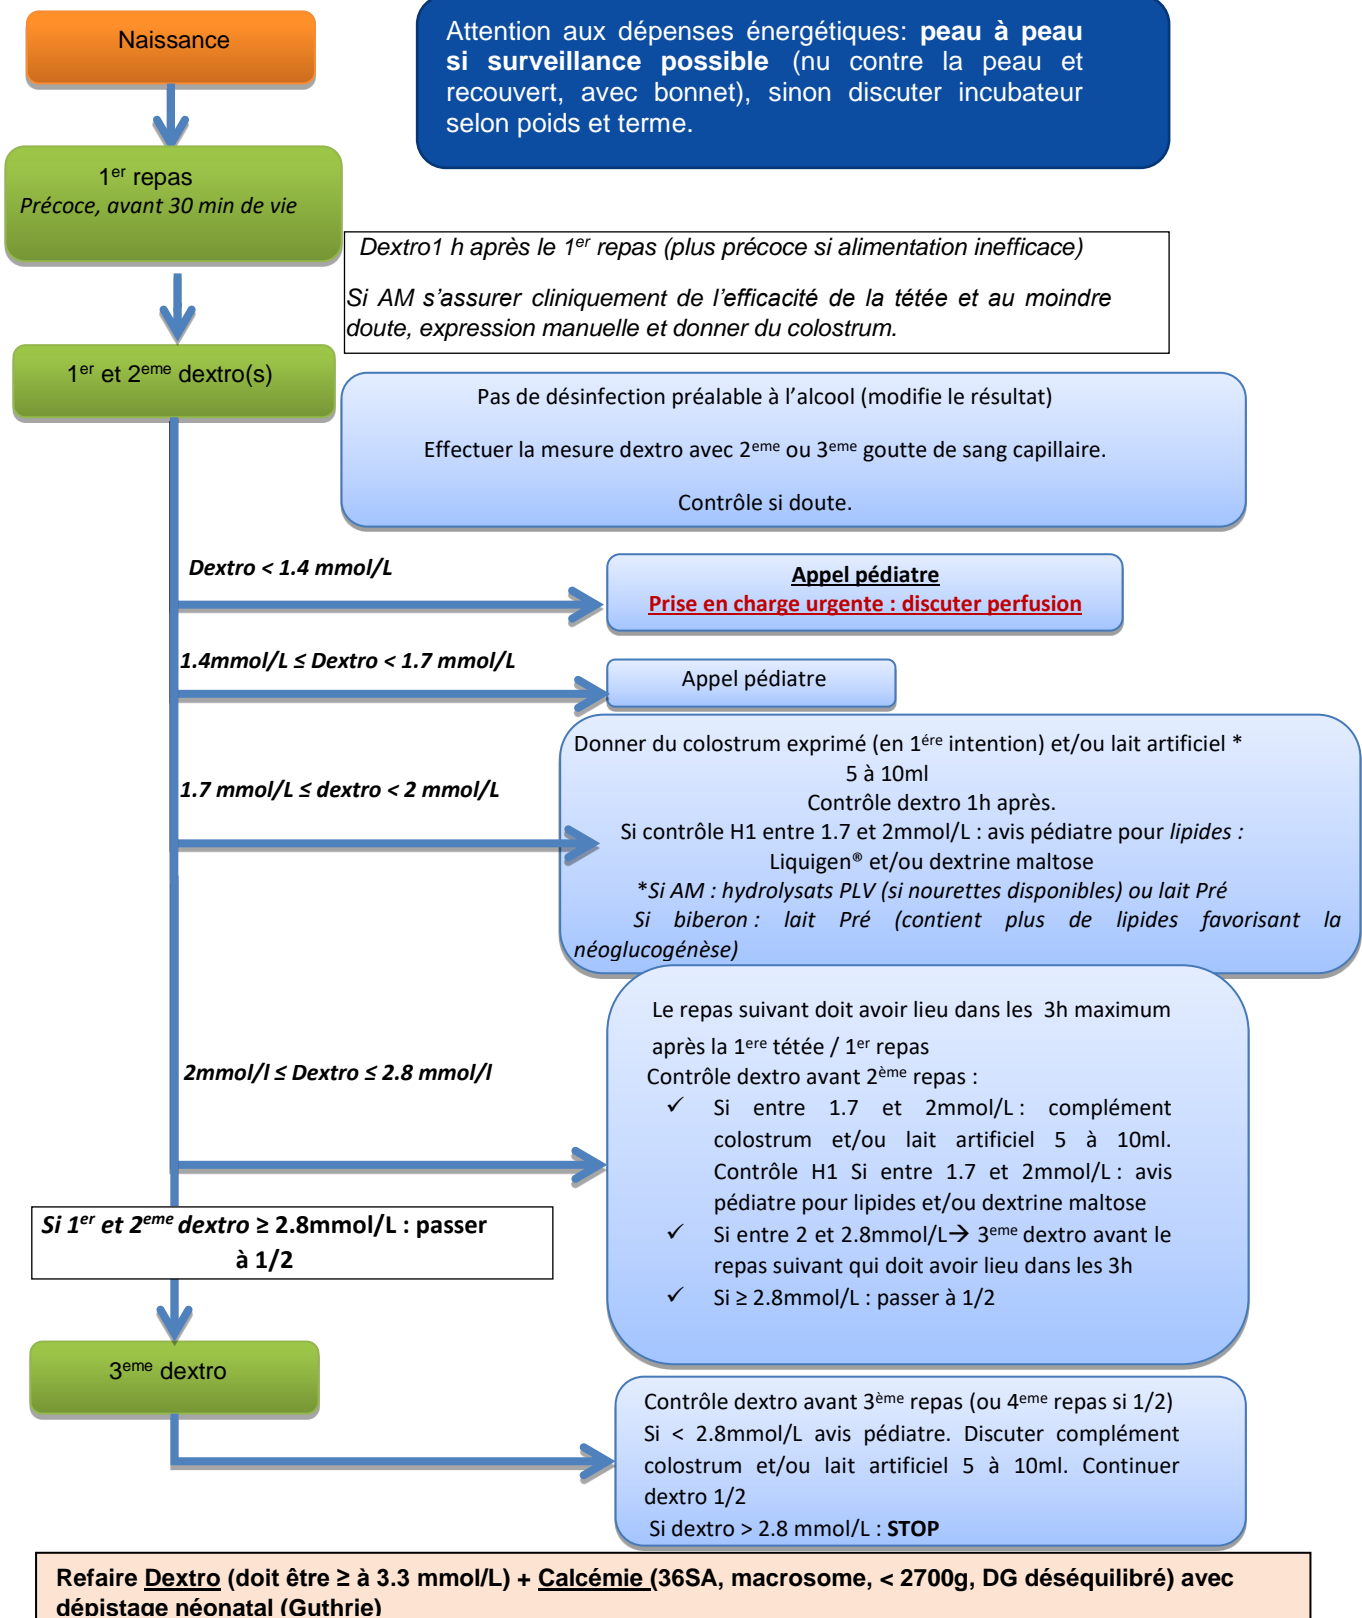 Naissance
Attention aux dépenses énergétiques: peau à peau
si surveillance possible (nu contre la peau et
recouvert, avec bonnet), sinon discuter incubateur
selon poids et terme.
1er repas
Précoce, avant 30 min de vie
Dextro1 h après le 1er repas (plus précoce si alimentation inefficace)
Si AM s'assurer cliniquement de l'efficacité de la tétée et au moindre
doute, expression manuelle et donner du colostrum.
1er et 2eme dextro(s)
Pas de désinfection préalable à l'alcool (modifie le résultat)
Effectuer la mesure dextro avec 2eme ou 3eme goutte de sang capillaire.
Contrôle si doute.
Dextro < 1.4 mmol/L
Appel pédiatre
Prise en charge urgente : discuter perfusion
1.4mmol/L ≤ Dextro < 1.7 mmol/L
Appel pédiatre
1.7 mmol/L ≤ dextro < 2 mmol/L
Donner du colostrum exprimé (en 1ére intention) et/ou lait artificiel *
5 à 10ml
Contrôle dextro 1h après.
Si contrôle H1 entre 1.7 et 2mmol/L : avis pédiatre pour lipides :
Liquigen® et/ou dextrine maltose
*Si AM : hydrolysats PLV (si nourettes disponibles) ou lait Pré
Si biberon : lait Pré (contient plus de lipides favorisant la
néoglucogénèse)
2mmol/l ≤ Dextro ≤ 2.8 mmol/l
Le repas suivant doit avoir lieu dans les 3h maximum
après la 1ere tétée / 1er repas
Contrôle dextro avant 2ème repas :
✓ Si entre 1.7 et 2mmol/L : complément
colostrum et/ou lait artificiel 5 à 10ml.
Contrôle H1 Si entre 1.7 et 2mmol/L : avis
pédiatre pour lipides et/ou dextrine maltose
✓ Si entre 2 et 2.8mmol/L→ 3eme dextro avant le
repas suivant qui doit avoir lieu dans les 3h
✓ Si ≥ 2.8mmol/L : passer à 1/2
Si 1er et 2eme dextro ≥ 2.8mmol/L : passer
à 1/2
3eme dextro
Contrôle dextro avant 3ème repas (ou 4eme repas si 1/2)
Si < 2.8mmol/L avis pédiatre. Discuter complément
colostrum et/ou lait artificiel 5 à 10ml. Continuer
dextro 1/2
Si dextro > 2.8 mmol/L : STOP
Refaire Dextro (doit être ≥ à 3.3 mmol/L) + Calcémie (36SA, macrosome, < 2700g, DG déséquilibré) avec
dépistage néonatal (Guthrie)